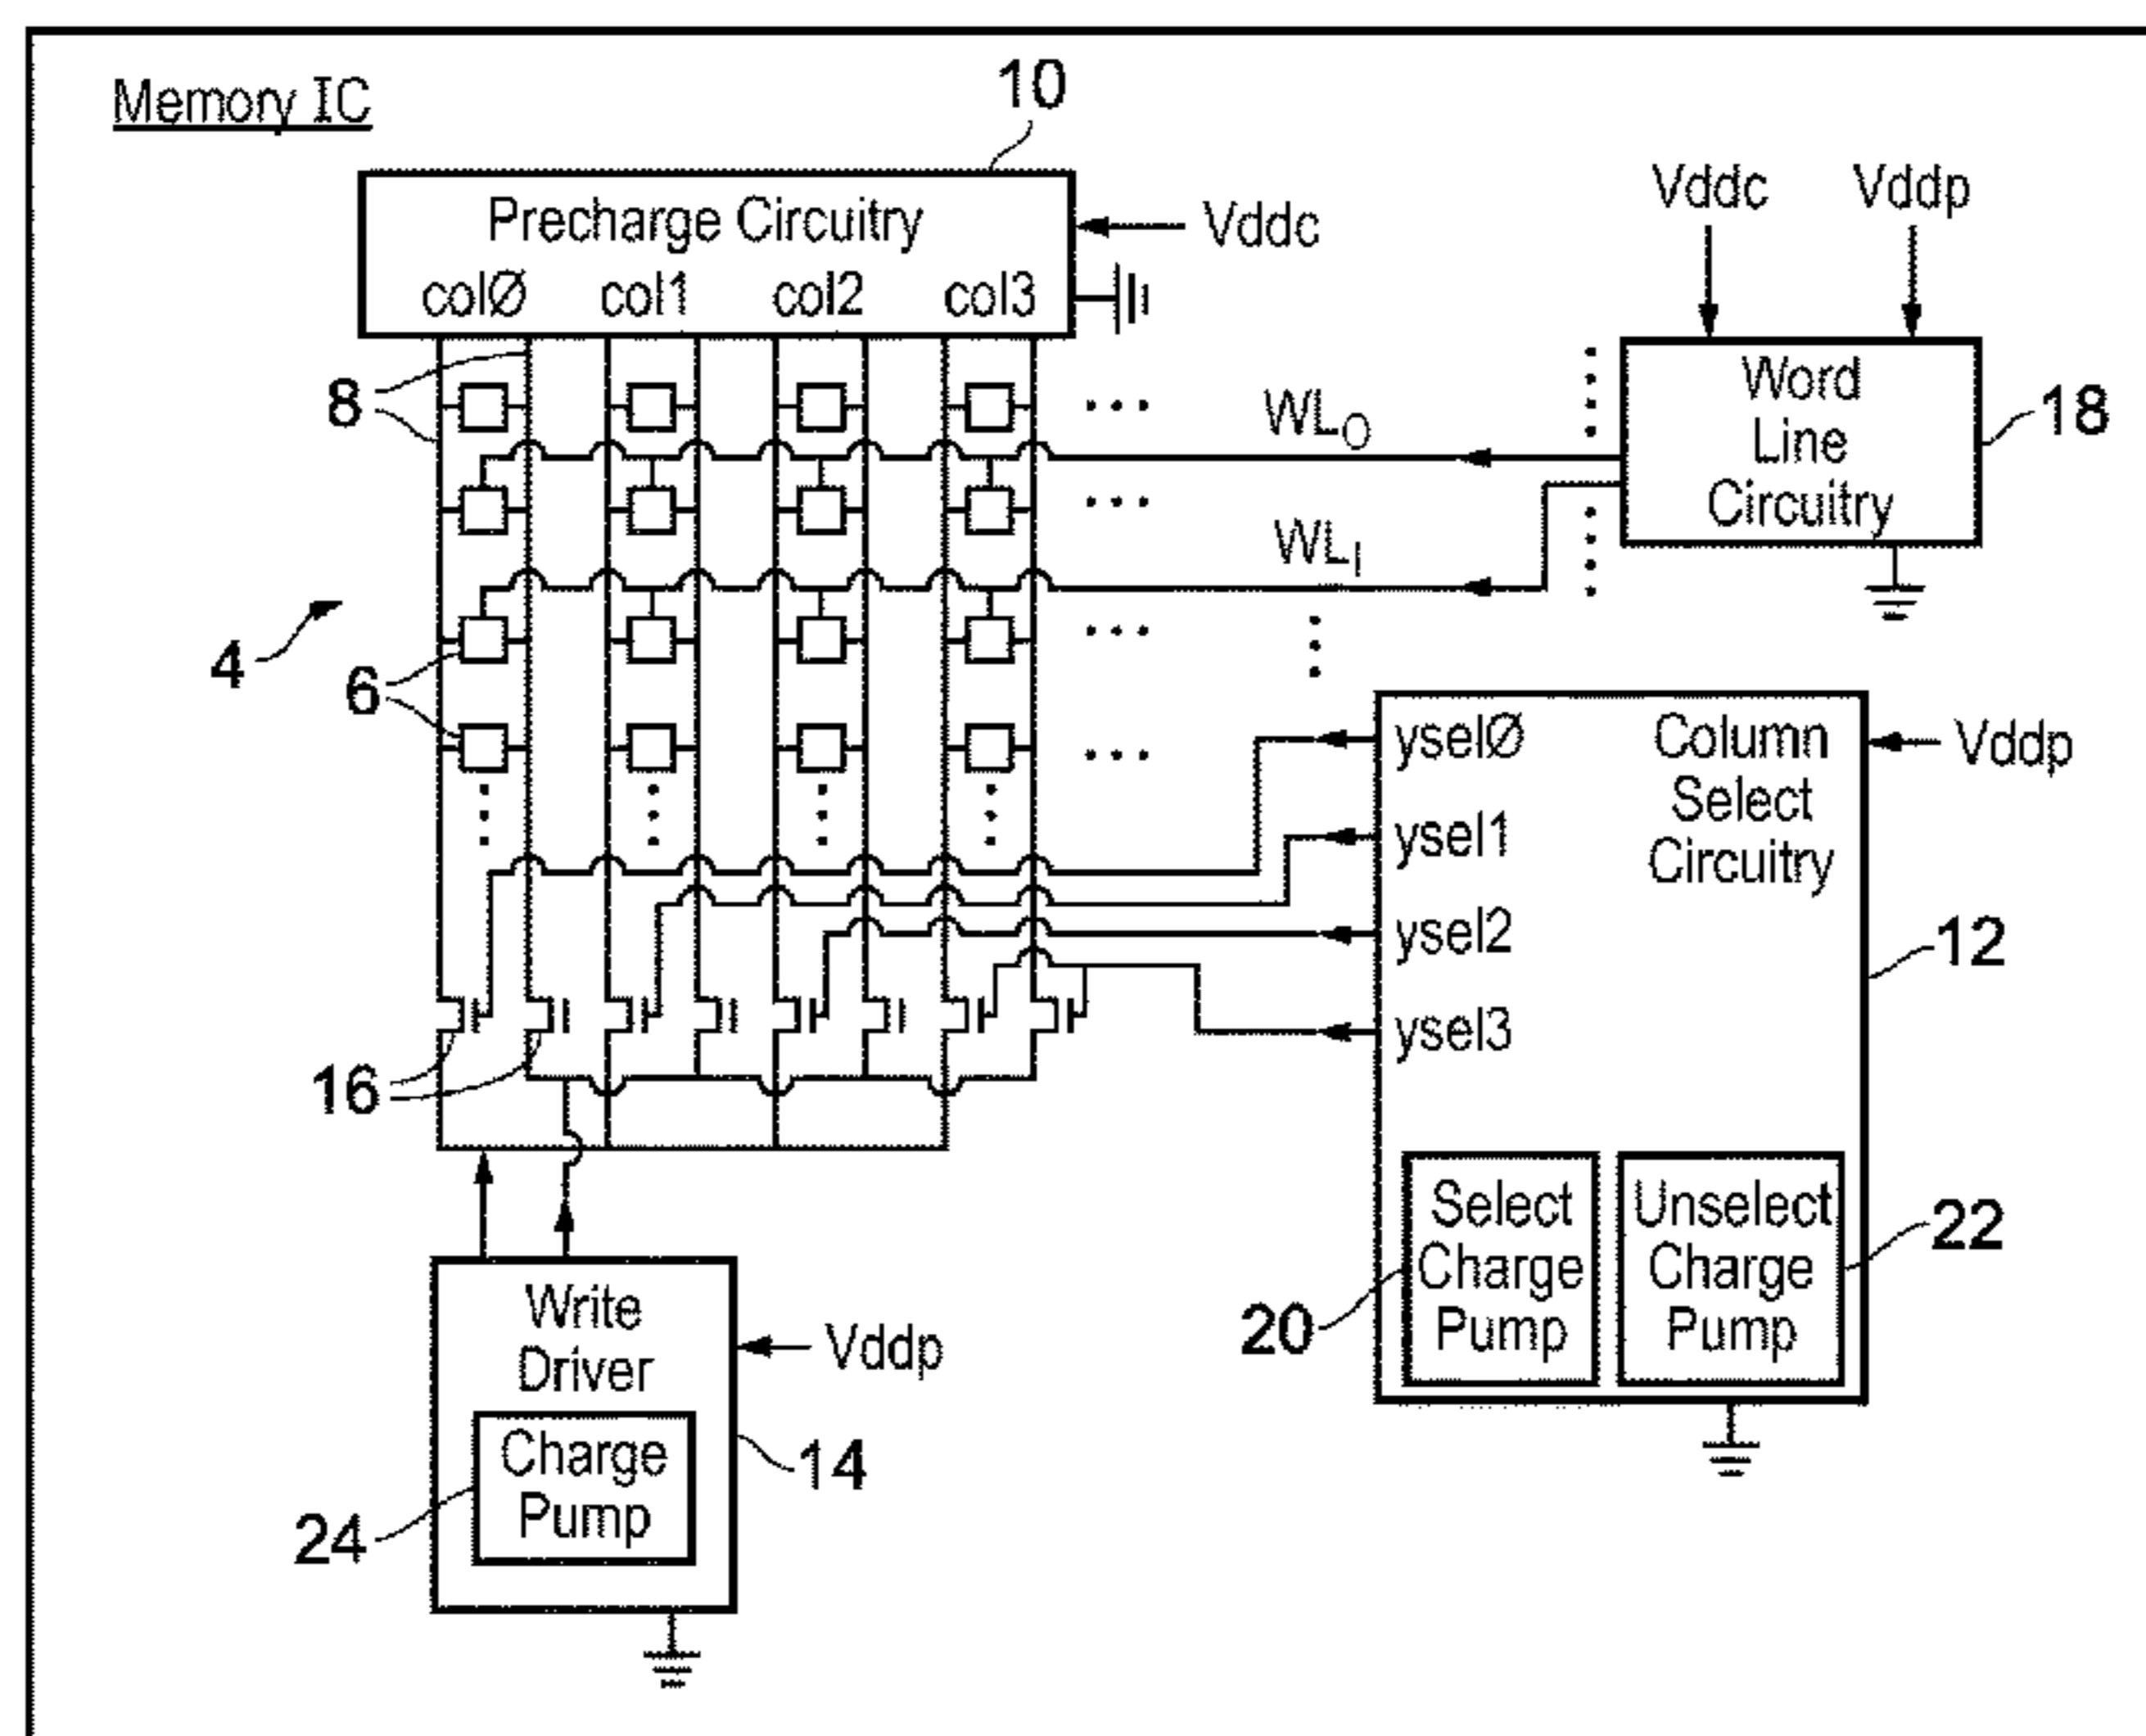 Memory IC
10
Precharge Circuitry
Vddc
colØ col1 col2 col3
Vddc Vddp
8
WLO
Word
Line
Circuitry
18
WLI
4
6
yselØ
Column
Select
Circuitry
Vddp
ysel1
ysel2
12
ysel3
16
Select
Charge
Pump
Unselect
Charge
Pump
22
20
Write
Driver
Vddp
Charge
Pump
14
24